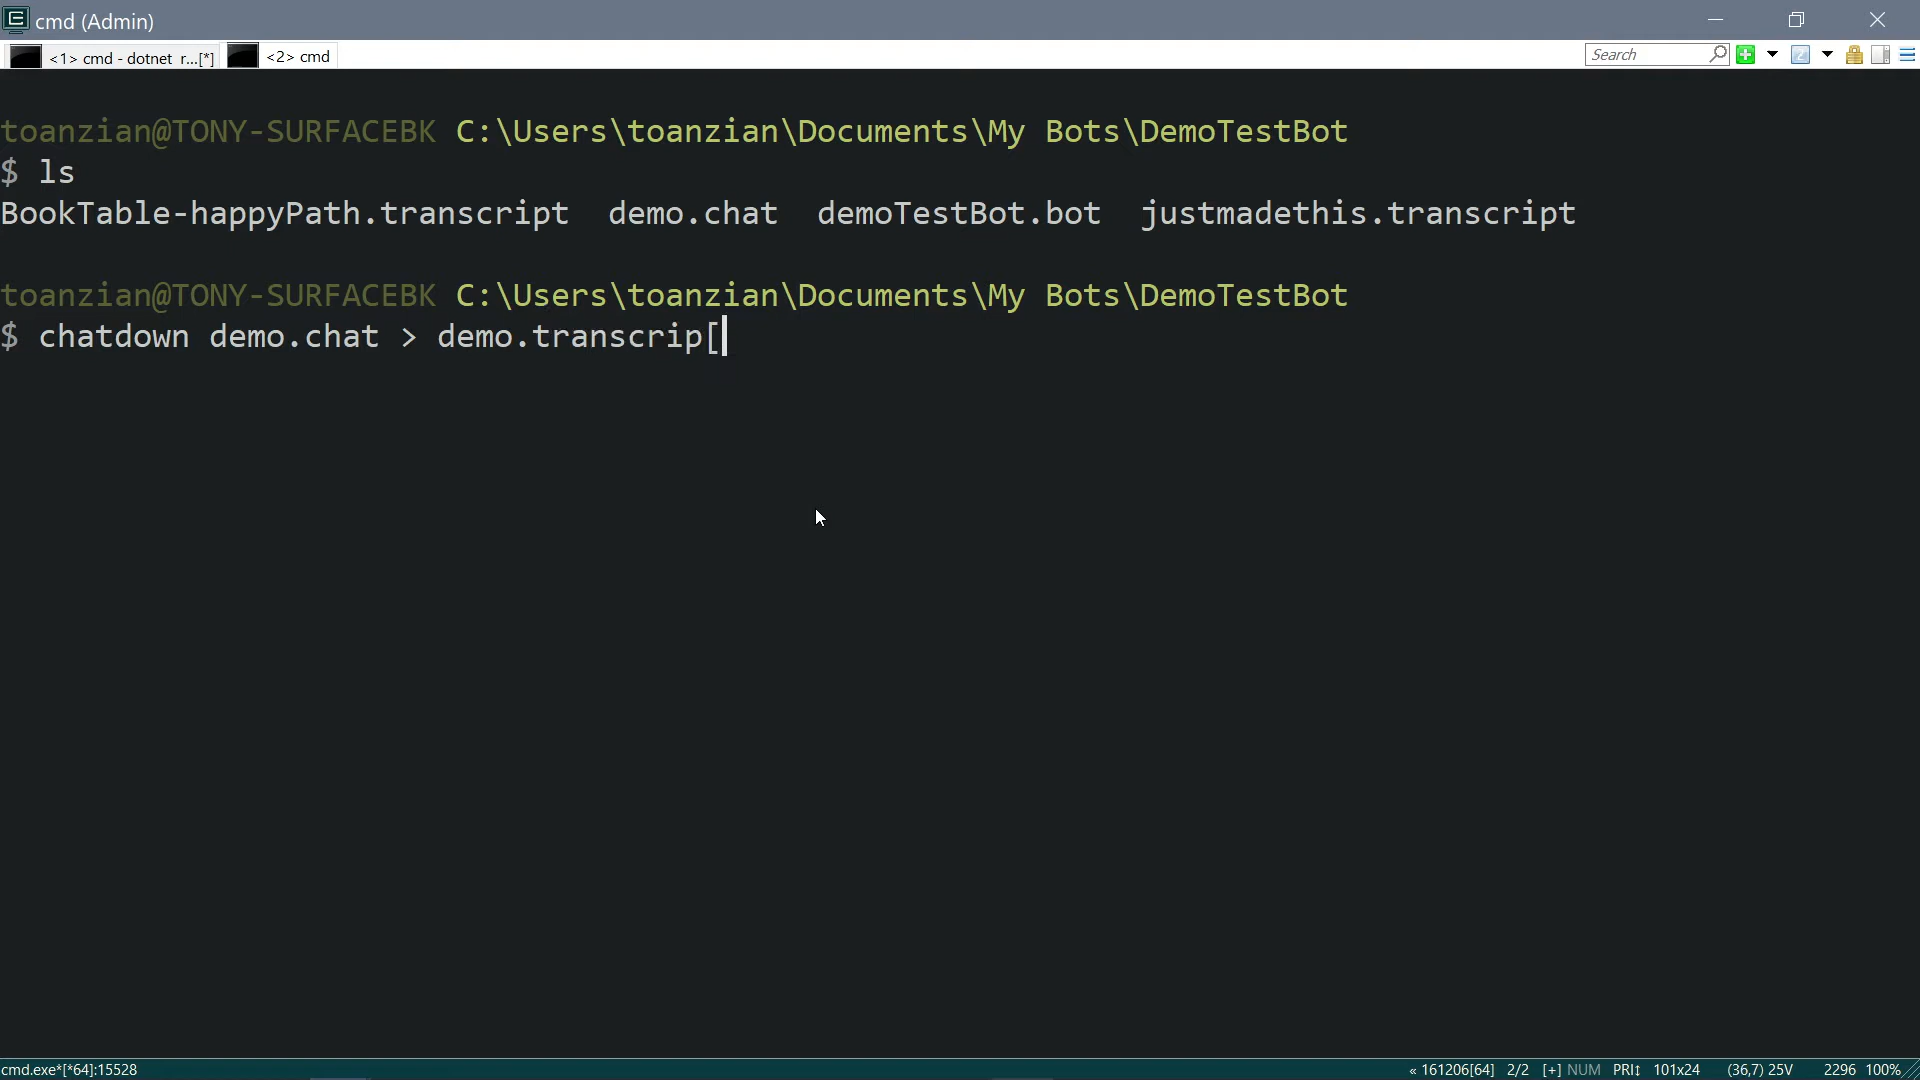 cmd (Admin)
<1> cmd - dotnet r...[*] <2> cmd Search
toanzian@TONY-SURFACEBK C:\Users\toanzian\Documents\My Bots\DemoTestBot
$ ls
BookTable-happyPath.transcript demo.chat demoTestBot.bot justmadethis.transcript
toanzian@TONY-SURFACEBK C:\Users\toanzian\Documents\My Bots\DemoTestBot
$ chatdown demo.chat > demo.transcrip[
cmd.exe*[*64]:15528 « 161206[64] 2/2 [+] NUM PRI↕ 101x24 (36,7) 25V 2296 100%